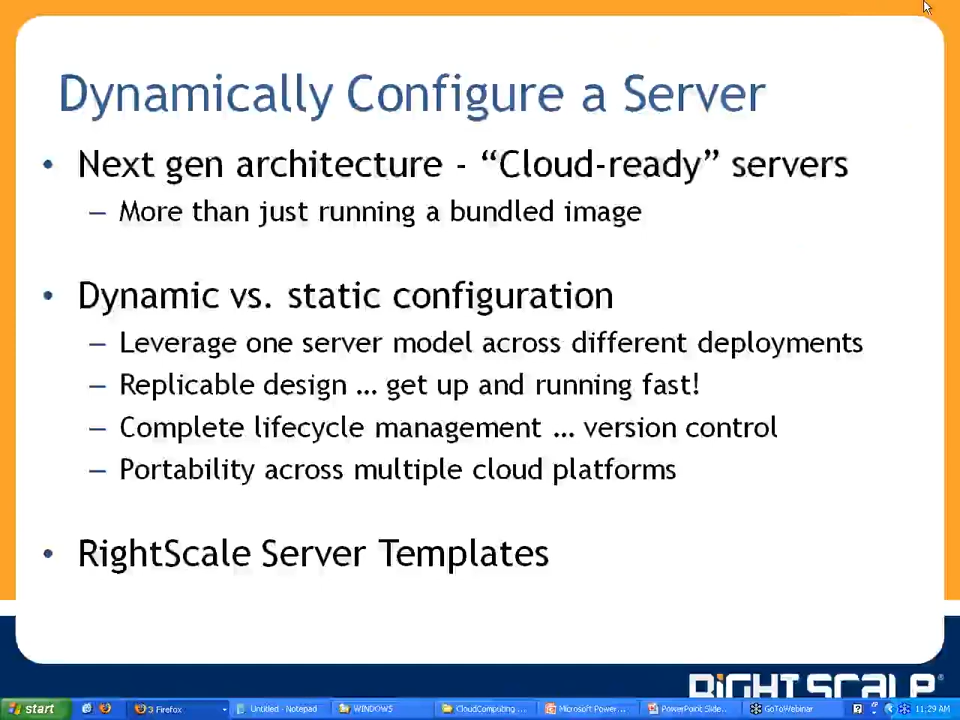 Dynamically Configure a Server
• Next gen architecture - “Cloud-ready” servers
– More than just running a bundled image
• Dynamic vs. static configuration
– Leverage one server model across different deployments
– Replicable design … get up and running fast!
– Complete lifecycle management … version control
– Portability across multiple cloud platforms
• RightScale Server Templates
RIGHTSCALE®
start
3 Firefox
Untitled - Notepad
WINDOWS
CloudComputing ...
Microsoft Power...
PowerPoint Slide...
GoToWebinar
11:29 AM